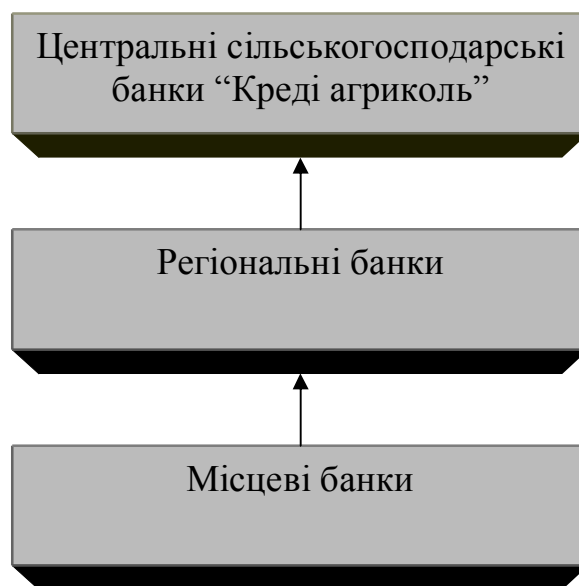 Центральні сільськогосподарські
банки “Креді агриколь”
Регіональні банки
Місцеві банки